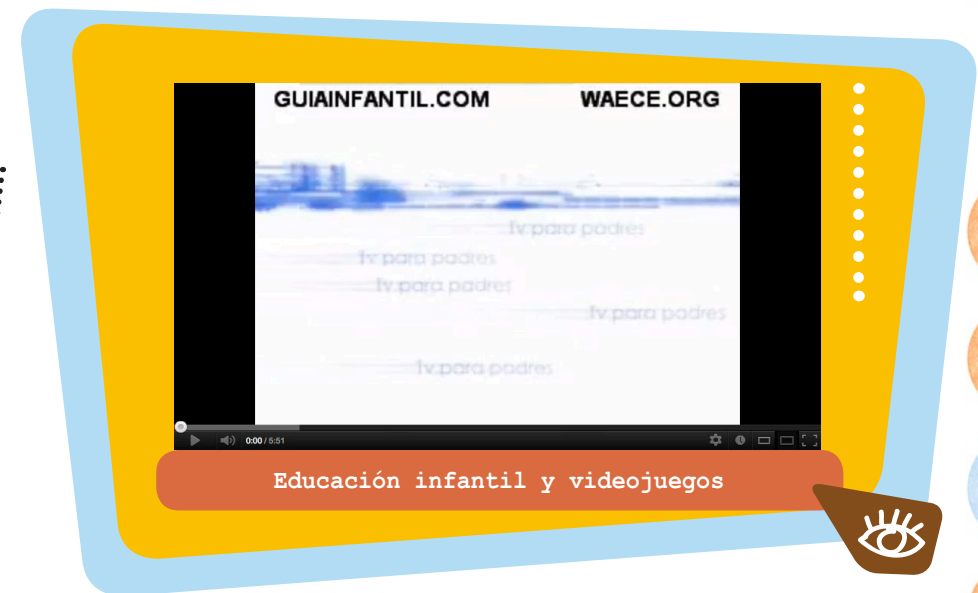 GUIAINFANTIL.COM WAECE.ORG
tv para padres
tv para padres
tv para padres
tv para padres
tv para padres
0:00 / 5:51
Educación infantil y videojuegos